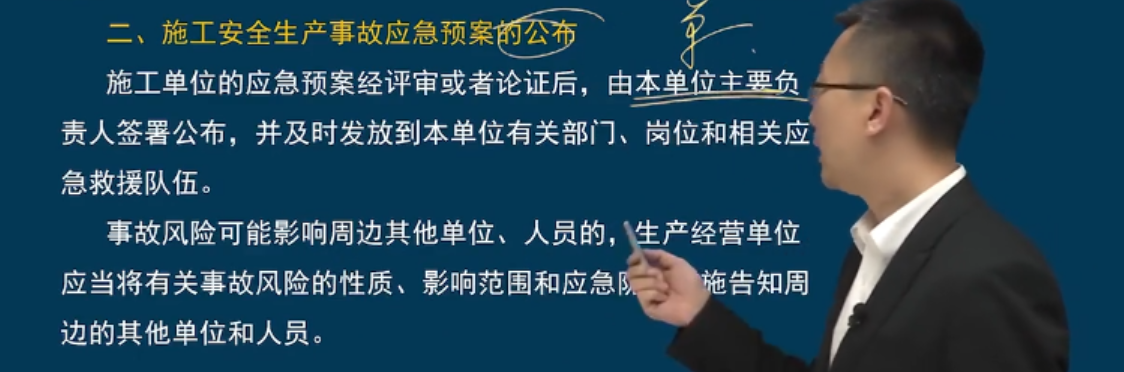 二、施工安全生产事故应急预案的公布
单
施工单位的应急预案经评审或者论证后，由本单位主要负
责人签署公布，并及时发放到本单位有关部门、岗位和相关应
急救援队伍。
事故风险可能影响周边其他单位、人员的，生产经营单位
应当将有关事故风险的性质、影响范围和应急防 施告知周
边的其他单位和人员。